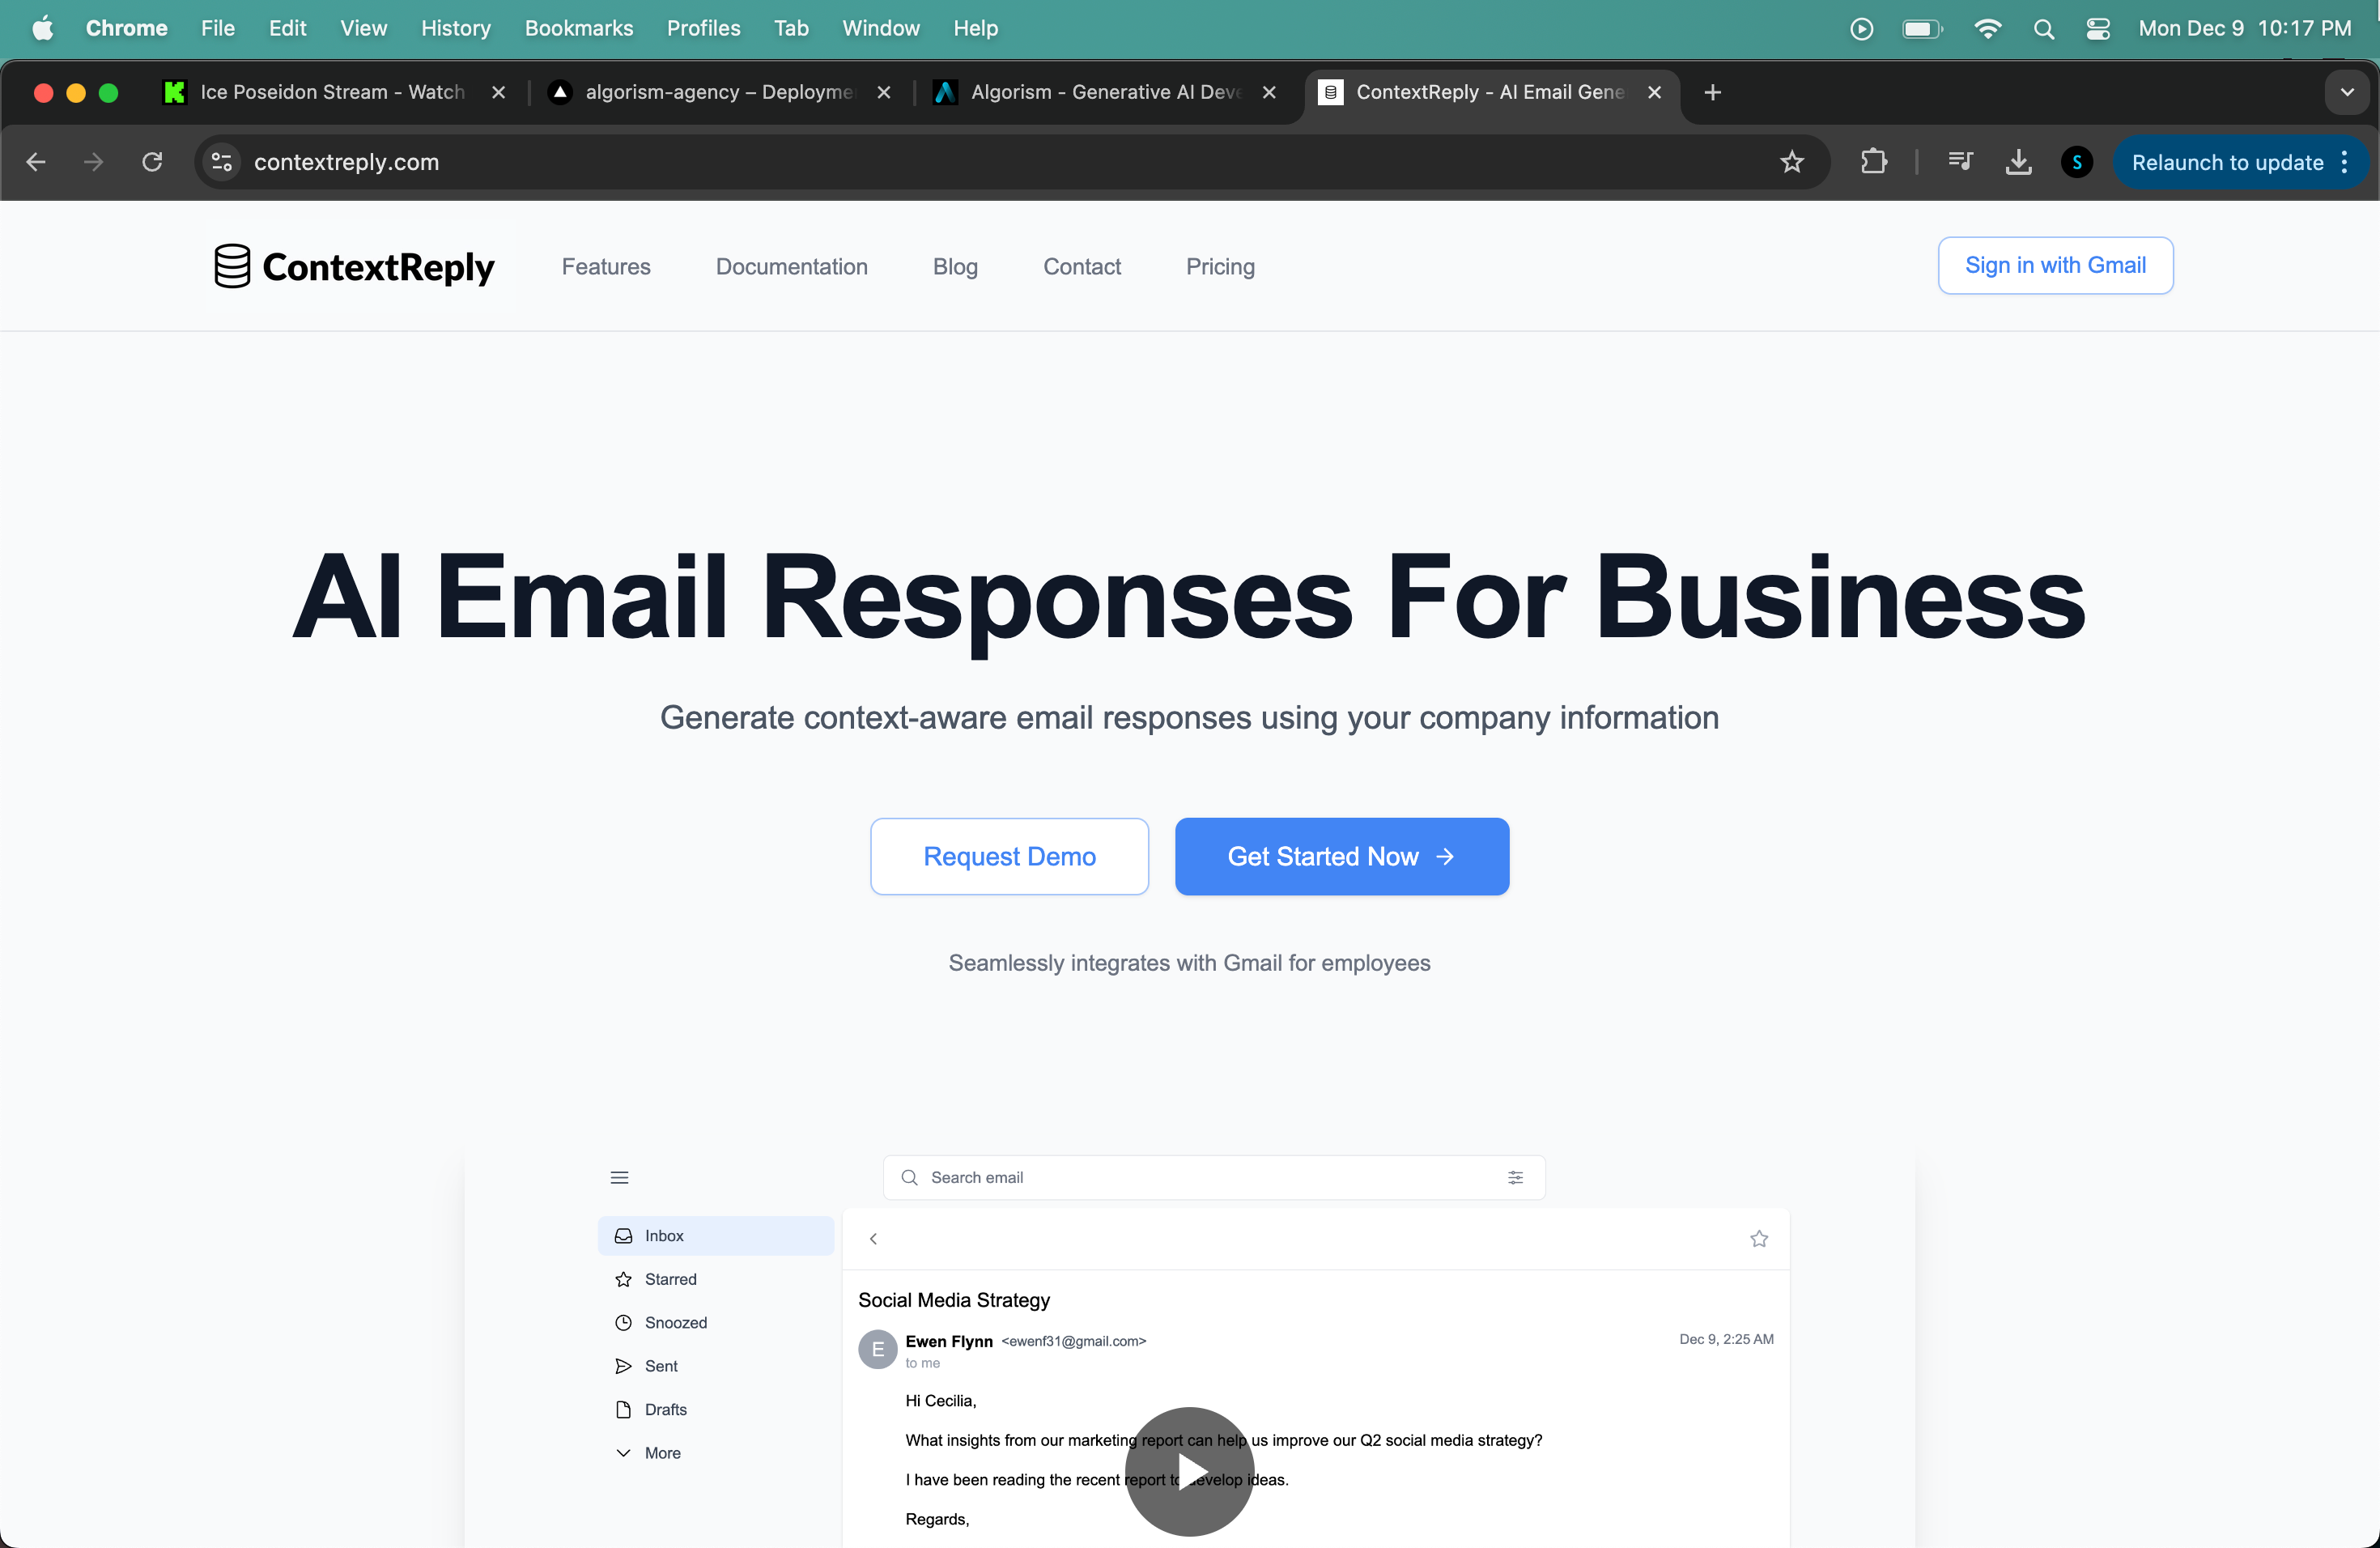 Chrome File Edit View History Bookmarks Profiles Tab Window Help Mon Dec 9 10:17 PM
Ice Poseidon Stream - Watch algorism-agency – Deployme Algorism - Generative AI Deve ContextReply - AI Email Gene
contextreply.com S Relaunch to update
ContextReply Features Documentation Blog Contact Pricing Sign in with Gmail
AI Email Responses For Business
Generate context-aware email responses using your company information
Request Demo Get Started Now
Seamlessly integrates with Gmail for employees
Search email
Inbox
Starred
Snoozed
Sent
Drafts
More
Social Media Strategy
E Ewen Flynn <ewenf31@gmail.com> Dec 9, 2:25 AM
to me
Hi Cecilia,
What insights from our marketing report can help us improve our Q2 social media strategy?
I have been reading the recent report to develop ideas.
Regards,